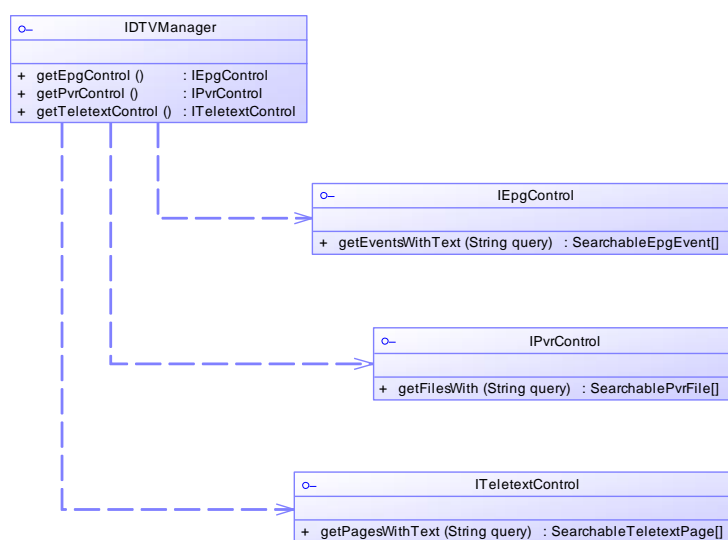 IDTVManager
+ getEpgControl () : IEpgControl
+ getPvrControl () : IPvrControl
+ getTeletextControl () : ITeletextControl
IEpgControl
+ getEventsWithText (String query) : SearchableEpgEvent[]
IPvrControl
+ getFilesWith (String query) : SearchablePvrFile[]
ITeletextControl
+ getPagesWithText (String query) : SearchableTeletextPage[]